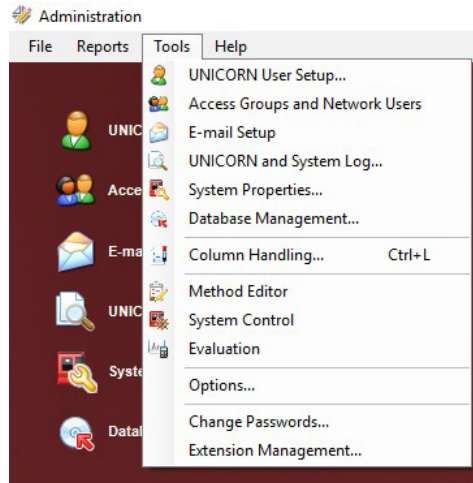 Administration
File Reports Tools Help
UNICORN User Setup...
Access Groups and Network Users
E-mail Setup
UNICORN and System Log...
System Properties...
Database Management...
Column Handling... Ctrl+L
Method Editor
System Control
Evaluation
Options...
Change Passwords...
Extension Management...
UNIC
Acce
E-ma
UNIC
Syste
Datal